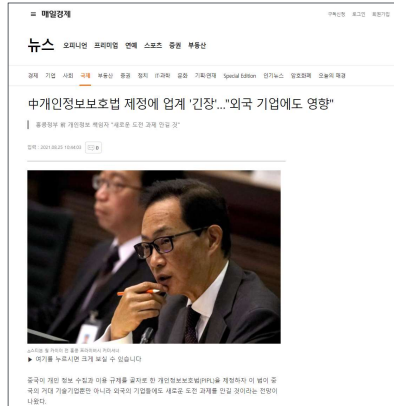 ≡ 매일경제
구독신청 로그인 회원가입
뉴스 오피니언 프리미엄 연예 스포츠 증권 부동산
경제 기업 사회 국제 부동산 증권 정치 IT·과학 문화 기획·연재 Special Edition 인기뉴스 암호화폐 오늘의 매경
中개인정보보호법 제정에 업계 '긴장'..."외국 기업에도 영향"
홍콩정부 前 개인정보 책임자 "새로운 도전 과제 안길 것"
입력 : 2021.08.23 10:44:03 0
▶ 여기를 누르시면 크게 보실 수 있습니다
중국이 개인 정보 수집과 이용 규제를 골자로 한 개인정보보호법(PIPL)을 제정하자 이 법이 중
국의 거대 기술기업뿐만 아니라 외국의 기업들에도 새로운 도전 과제를 안길 것이라는 전망이
나왔다.